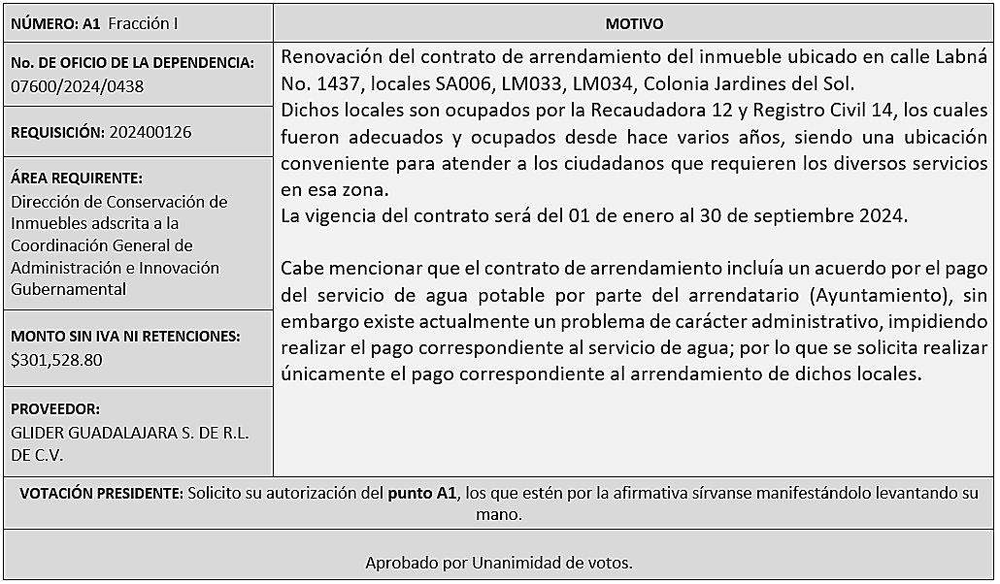 NÚMERO: A1 Fracción I
MOTIVO
No. DE OFICIO DE LA DEPENDENCIA:
07600/2024/0438
REQUISICIÓN: 202400126
ÁREA REQUIRENTE:
Dirección de Conservación de
Inmuebles adscrita a la
Coordinación General de
Administración e Innovación
Gubernamental
MONTO SIN IVA NI RETENCIONES:
$301,528.80
PROVEEDOR:
GLIDER GUADALAJARA S. DE R.L.
DE C.V.
Renovación del contrato de arrendamiento del inmueble ubicado en calle Labná
No. 1437, locales SA006, LM033, LM034, Colonia Jardines del Sol.
Dichos locales son ocupados por la Recaudadora 12 y Registro Civil 14, los cuales
fueron adecuados y ocupados desde hace varios años, siendo una ubicación
conveniente para atender a los ciudadanos que requieren los diversos servicios
en esa zona.
La vigencia del contrato será del 01 de enero al 30 de septiembre 2024.
Cabe mencionar que el contrato de arrendamiento incluía un acuerdo por el pago
del servicio de agua potable por parte del arrendatario (Ayuntamiento), sin
embargo existe actualmente un problema de carácter administrativo, impidiendo
realizar el pago correspondiente al servicio de agua; por lo que se solicita realizar
únicamente el pago correspondiente al arrendamiento de dichos locales.
VOTACIÓN PRESIDENTE: Solicito su autorización del punto A1, los que estén por la afirmativa sírvanse manifestándolo levantando su
mano.
Aprobado por Unanimidad de votos.